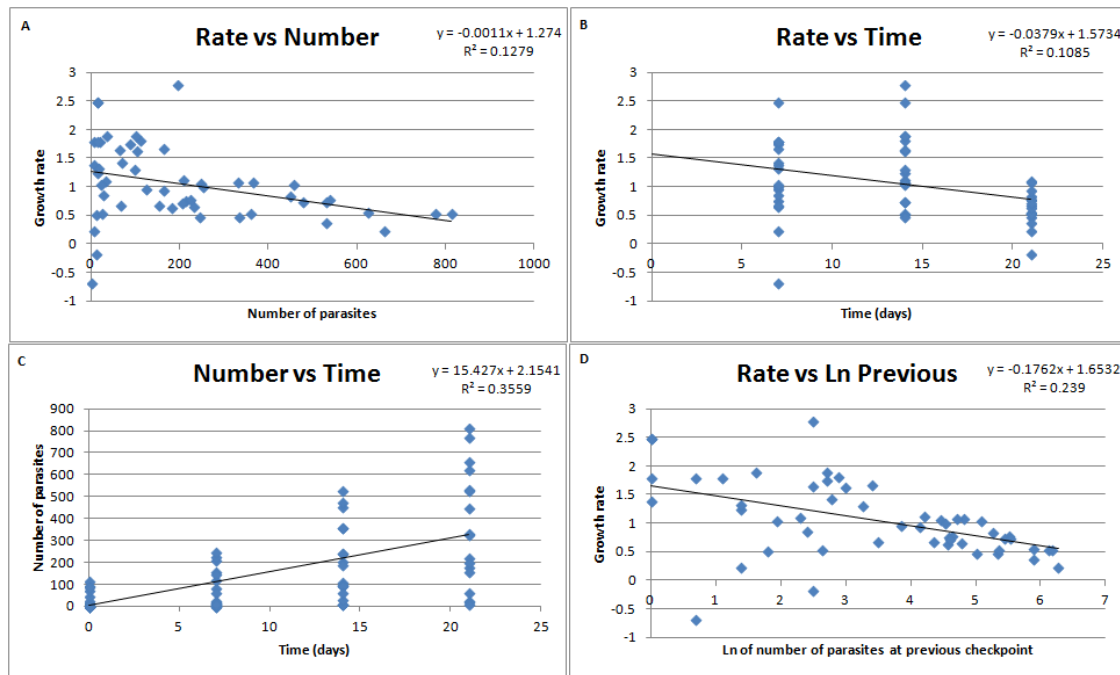 A
Rate vs Number
y = -0.0011x + 1.274
R² = 0.1279
3
2.5
2
1.5
1
0.5
0
-0.5
-1
0 200 400 600 800 1000
Growth rate
Number of parasites
B
Rate vs Time
y = -0.0379x + 1.5734
R² = 0.1085
3
2.5
2
1.5
1
0.5
0
-0.5
-1
0 5 10 15 20 25
Growth rate
Time (days)
C
Number vs Time
y = 15.427x + 2.1541
R² = 0.3559
900
800
700
600
500
400
300
200
100
0
0 5 10 15 20 25
Number of parasites
Time (days)
D
Rate vs Ln Previous
y = -0.1762x + 1.6532
R² = 0.239
3
2.5
2
1.5
1
0.5
0
-0.5
-1
0 1 2 3 4 5 6 7
Growth rate
Ln of number of parasites at previous checkpoint